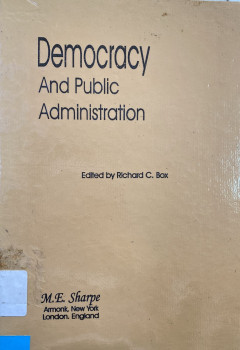 Democracy
And Public
Administration
Edited by Richard C. Box
M.E. Sharpe
Armonk, New York
London, England